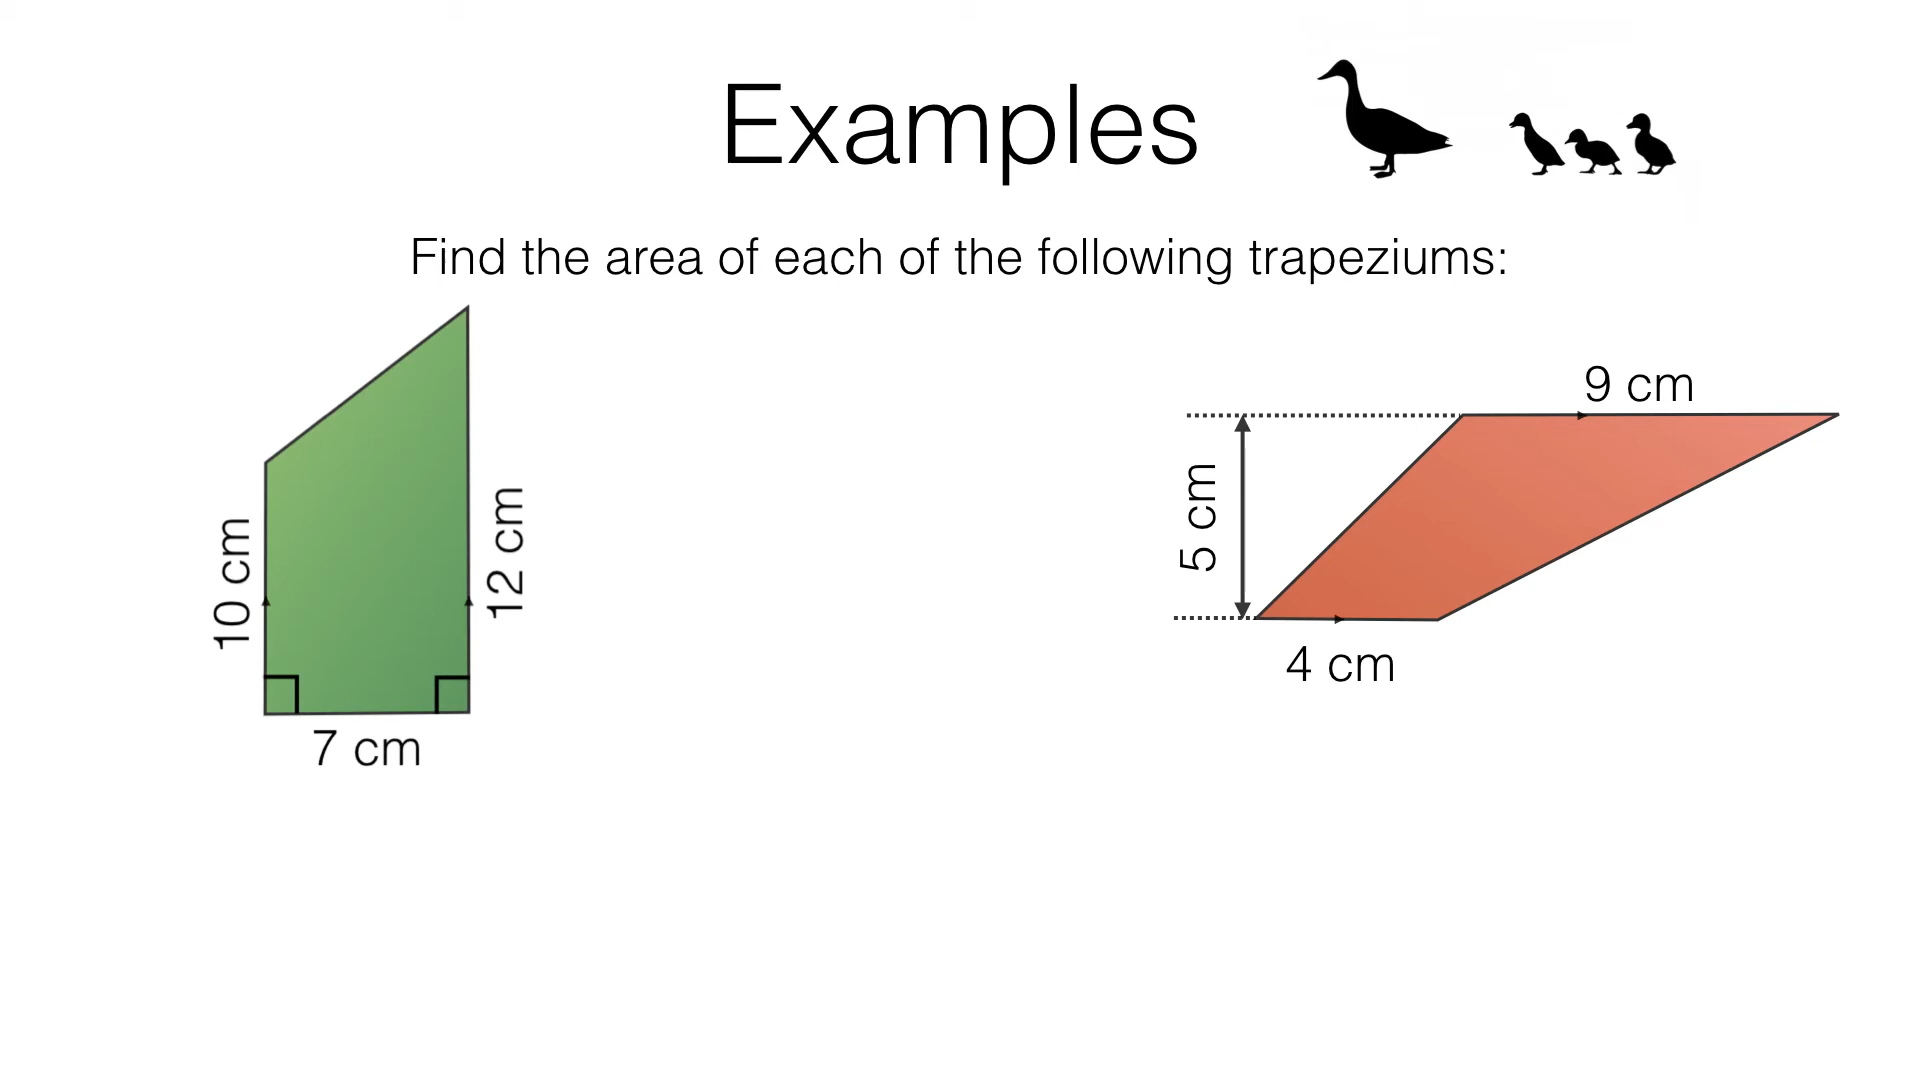 Examples
Find the area of each of the following trapeziums:
10 cm
12 cm
7 cm
9 cm
5 cm
4 cm